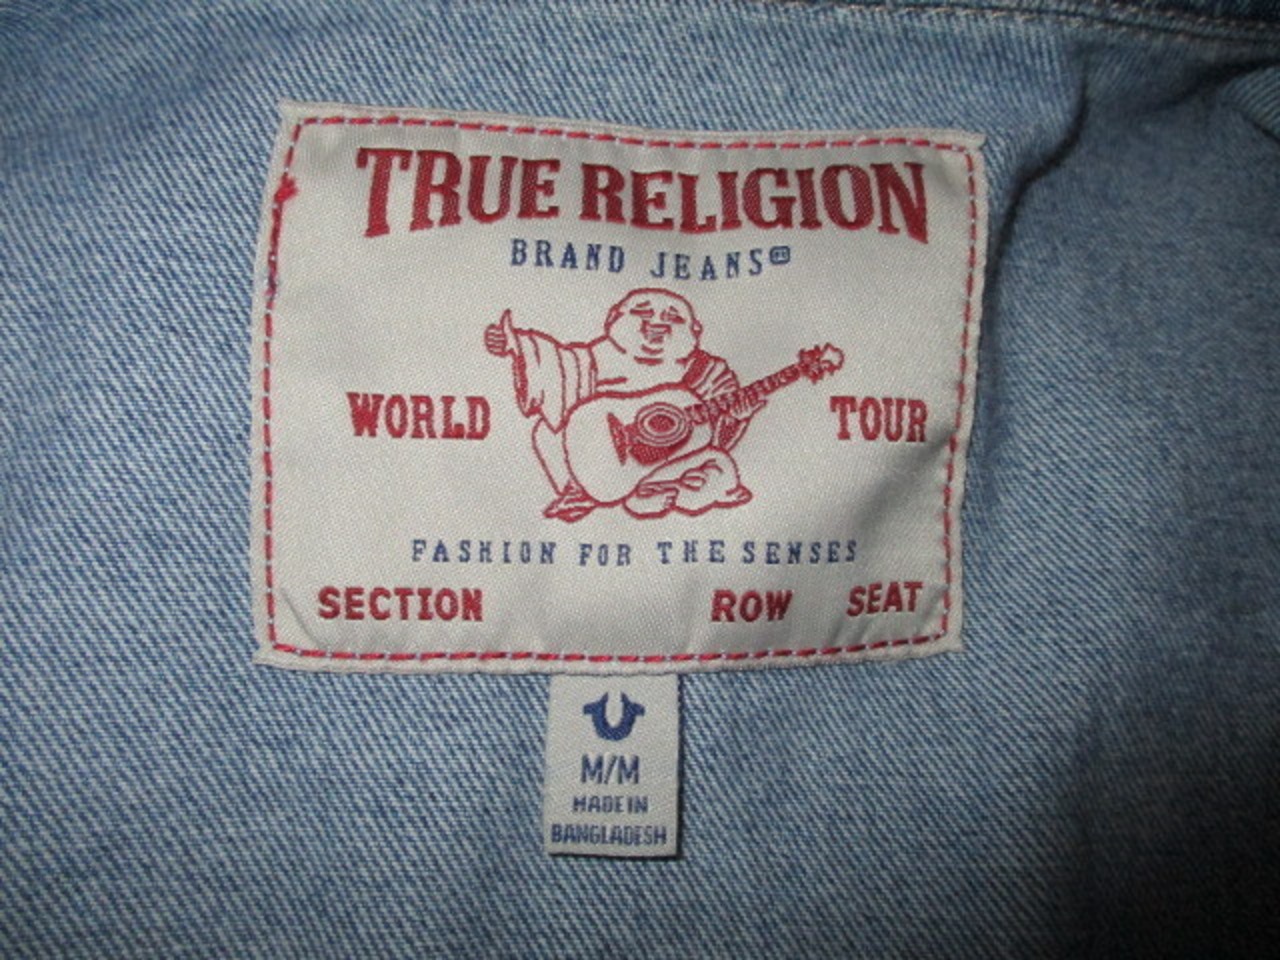 TRUE RELIGION
BRAND JEANS®
WORLD TOUR
FASHION FOR THE SENSES
SECTION ROW SEAT
M/M
MADE IN
BANGLADESH